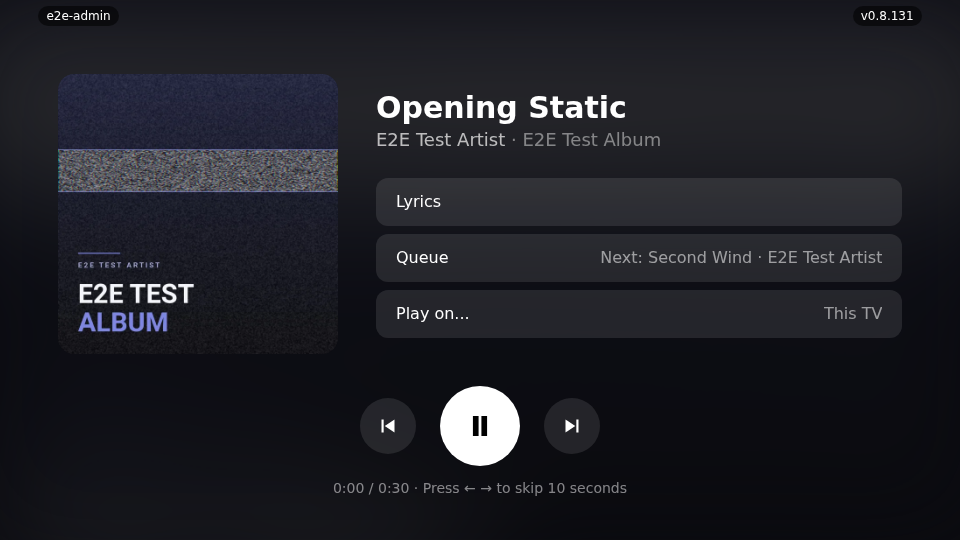 e2e-admin
v0.8.131
E2E TEST ARTIST
E2E TEST
ALBUM
Opening Static
E2E Test Artist · E2E Test Album
Lyrics
Queue Next: Second Wind · E2E Test Artist
Play on... This TV
0:00 / 0:30 · Press ← → to skip 10 seconds